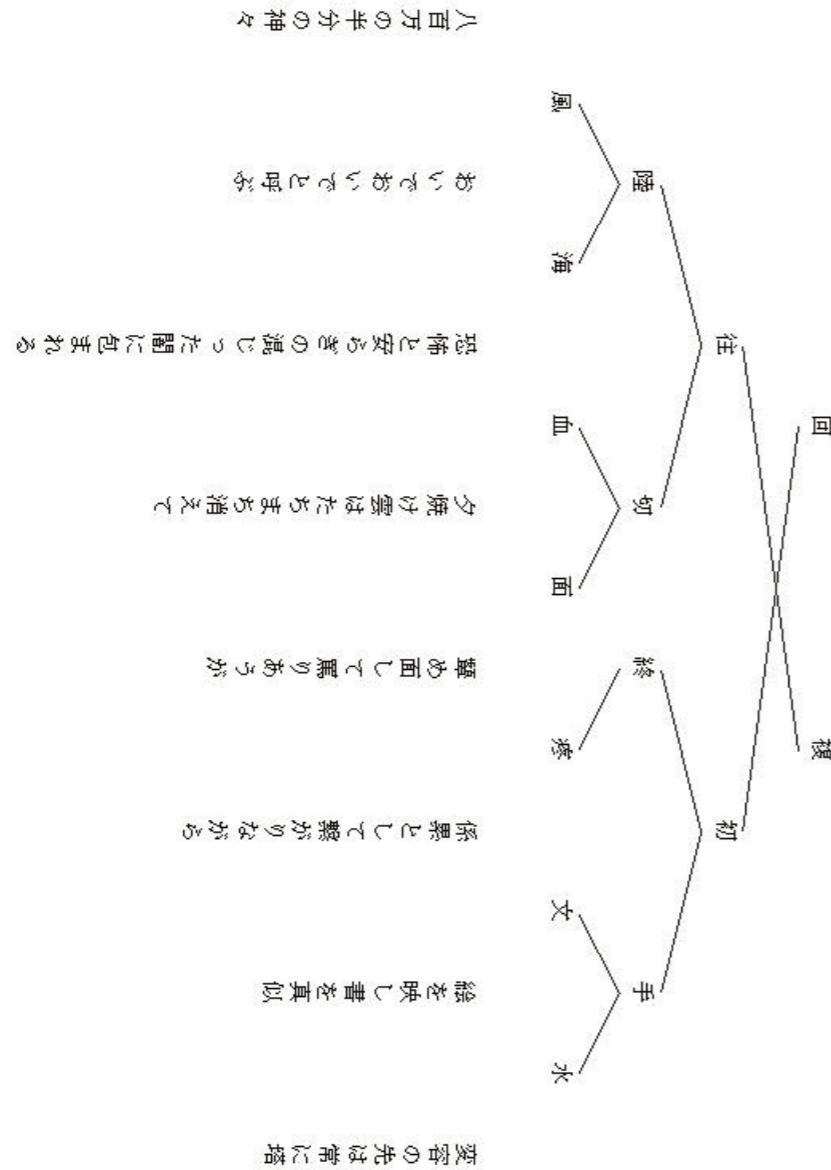 複 回
初 往
手 終 切 陸
水 文 疼 面 血 海 風
変容の先は常に塔
絵を映し書を真似
係累として繋がりながら
顰め面して罵りあうが
夕焼け雲はたちまち消えて
恐怖と安らぎの混じった闇に包まれる
おいでおいでと呼ぶ
八百万の半分の神々